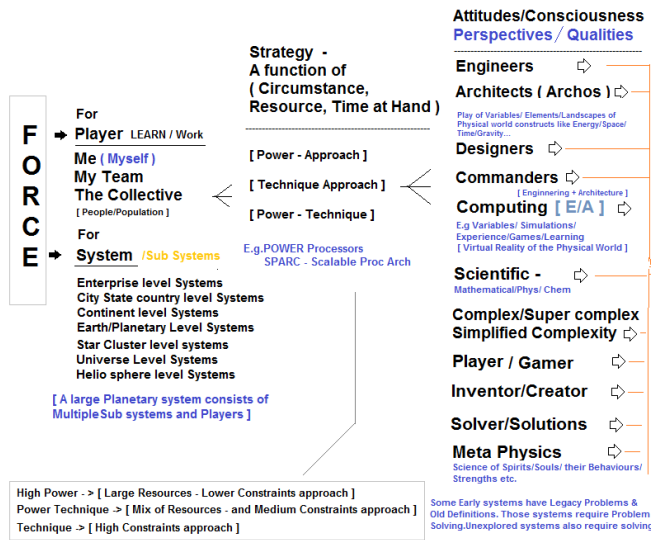 FORCE
For
Player LEARN / Work
Me ( Myself )
My Team
The Collective
[ People/Population ]
For
System /Sub Systems
Enterprise level Systems
City State country level Systems
Continent level Systems
Earth/Planetary Level Systems
Star Cluster level systems
Universe Level Systems
Helio sphere level Systems
[ A large Planetary system consists of
Multiple Sub systems and Players ]
Strategy -
A function of
( Circumstance,
Resource, Time at Hand )
[ Power - Approach ]
[ Technique Approach ]
[ Power - Technique ]
E.g.POWER Processors
SPARC - Scalable Proc Arch
Attitudes/Consciousness
Perspectives / Qualities
Engineers
Architects ( Archos )
Play of Variables/ Elements/Landscapes of
Physical world constructs like Energy/Space/
Time/Gravity...
Designers
Commanders
[ Enginnering + Architecture ]
Computing [ E/A ]
E.g Variables/ Simulations/
Experience/Games/Learning
[ Virtual Reality of the Physical World ]
Scientific -
Mathematical/Phys/ Chem
Complex/Super complex
Simplified Complexity
Player / Gamer
Inventor/Creator
Solver/Solutions
Meta Physics
Science of Spirits/Souls/ their Behaviours/
Strengths etc.
High Power - > [ Large Resources - Lower Constraints approach ]
Power Technique -> [ Mix of Resources - and Medium Constraints approach ]
Technique -> [ High Constraints approach ]
Some Early systems have Legacy Problems &
Old Definitions. Those systems require Problem
Solving.Unexplored systems also require solving